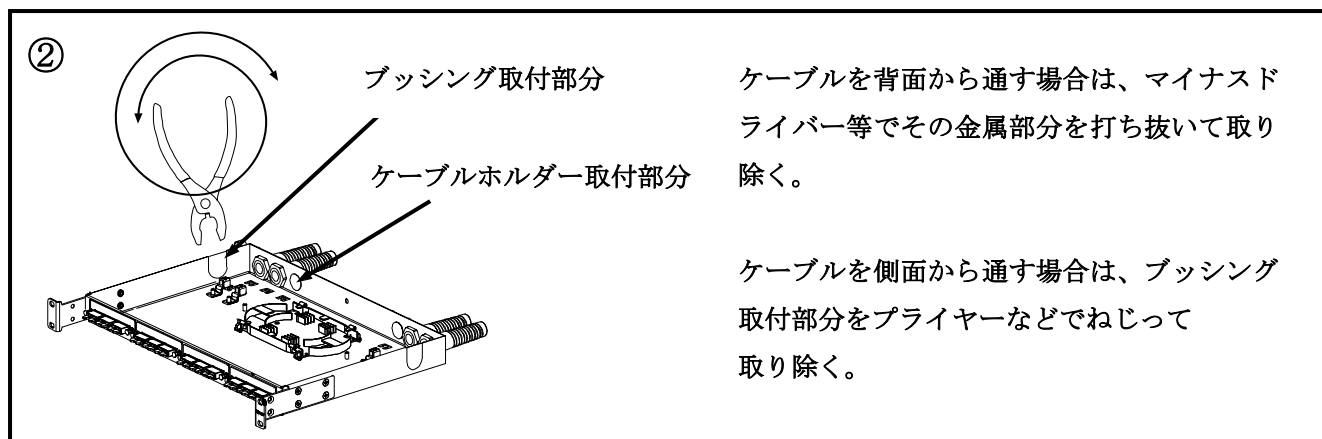 ②
ブッシング取付部分
ケーブルホルダー取付部分
ケーブルを背面から通す場合は、マイナスド
ライバー等でその金属部分を打ち抜いて取り
除く。
ケーブルを側面から通す場合は、ブッシング
取付部分をプライヤーなどでねじって
取り除く。